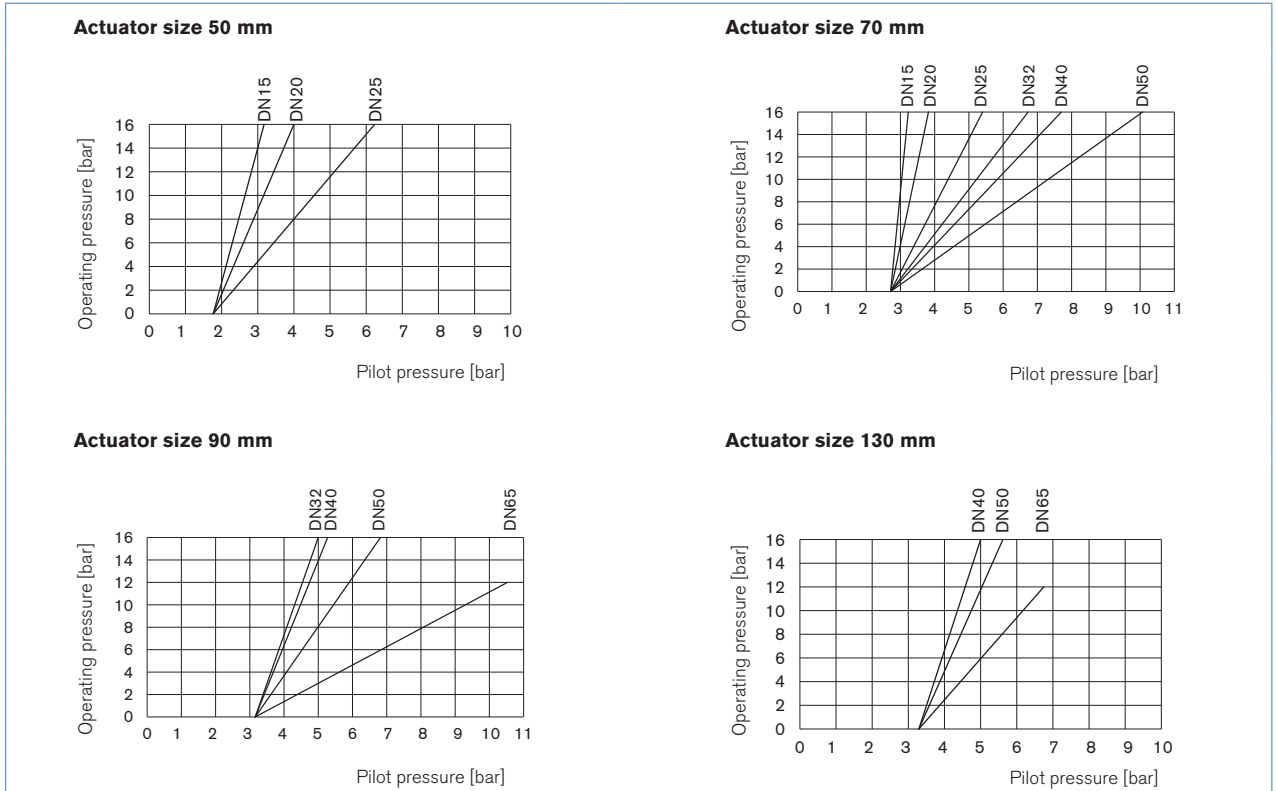 Actuator size 50 mm
DN15
DN20
DN25
Operating pressure [bar]
16
14
12
10
8
6
4
2
0
0 1 2 3 4 5 6 7 8 9 10
Pilot pressure [bar]
Actuator size 70 mm
DN15
DN20
DN25
DN32
DN40
DN50
Operating pressure [bar]
16
14
12
10
8
6
4
2
0
0 1 2 3 4 5 6 7 8 9 10 11
Pilot pressure [bar]
Actuator size 90 mm
DN32
DN40
DN50
DN65
Operating pressure [bar]
16
14
12
10
8
6
4
2
0
0 1 2 3 4 5 6 7 8 9 10 11
Pilot pressure [bar]
Actuator size 130 mm
DN40
DN50
DN65
Operating pressure [bar]
16
14
12
10
8
6
4
2
0
0 1 2 3 4 5 6 7 8 9 10
Pilot pressure [bar]